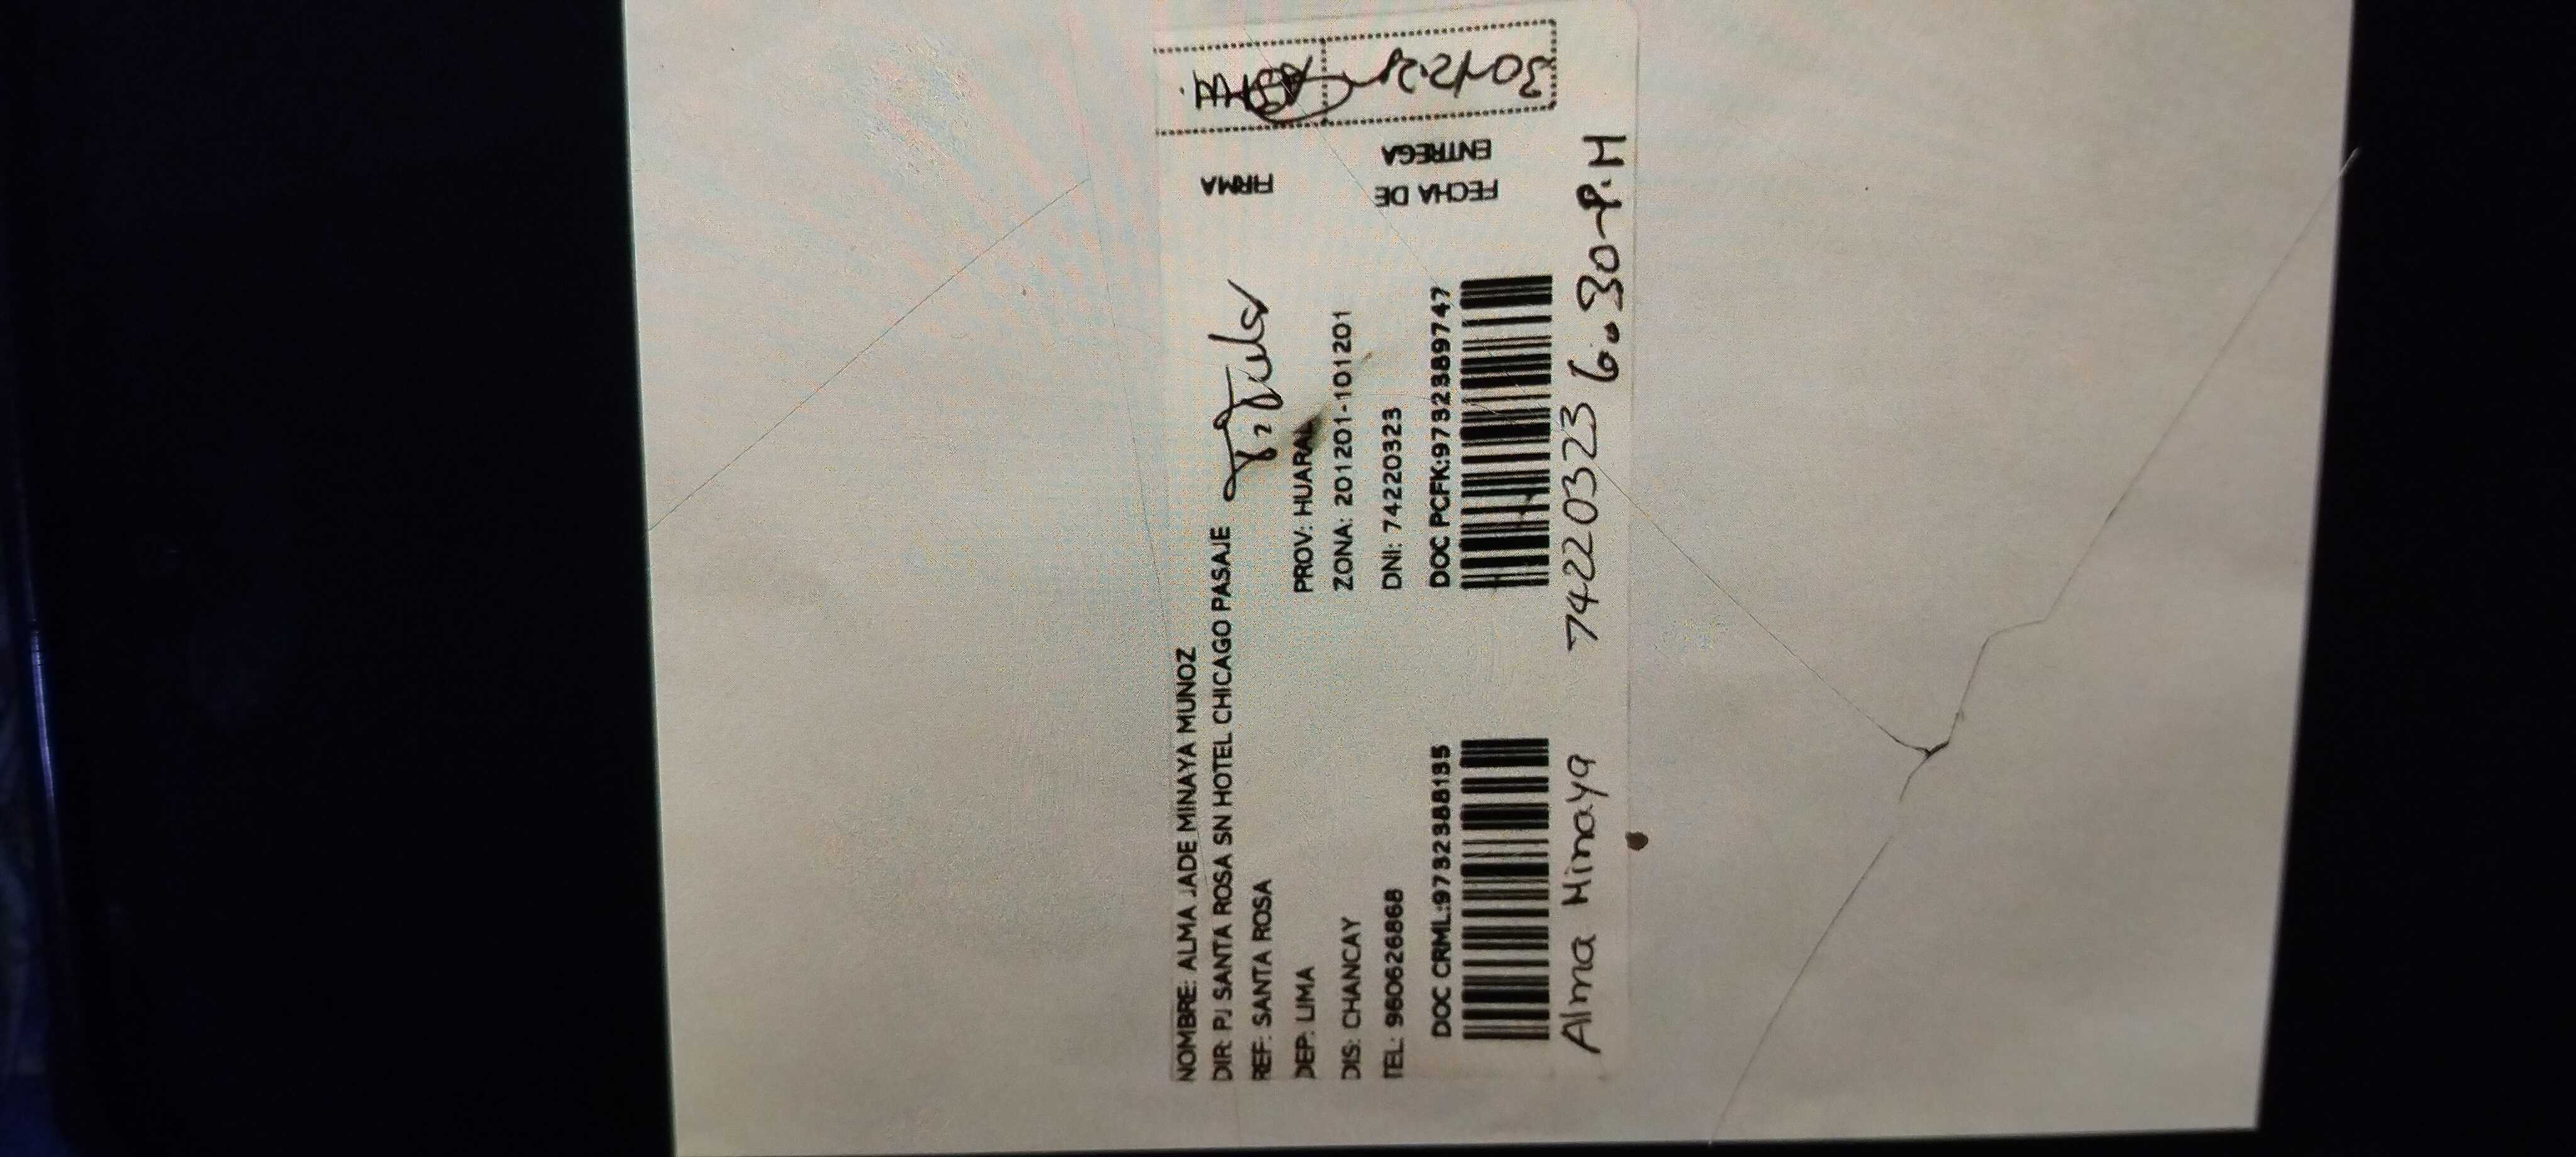 NOMBRE: ALMA JADE MINAYA MUNOZ
DIR: PJ SANTA ROSA SN HOTEL CHICAGO PASAJE
REF: SANTA ROSA
DEP: LIMA PROV: HUARAL
DIS: CHANCAY ZONA: 201201-101201
TEL: 960626868 DNI: 74220323
DOC CRML:9732388135 DOC PCFK:9732389747
Alma Minaya 74220323 6:30 P.M
FIRMA
FECHA DE
ENTREGA